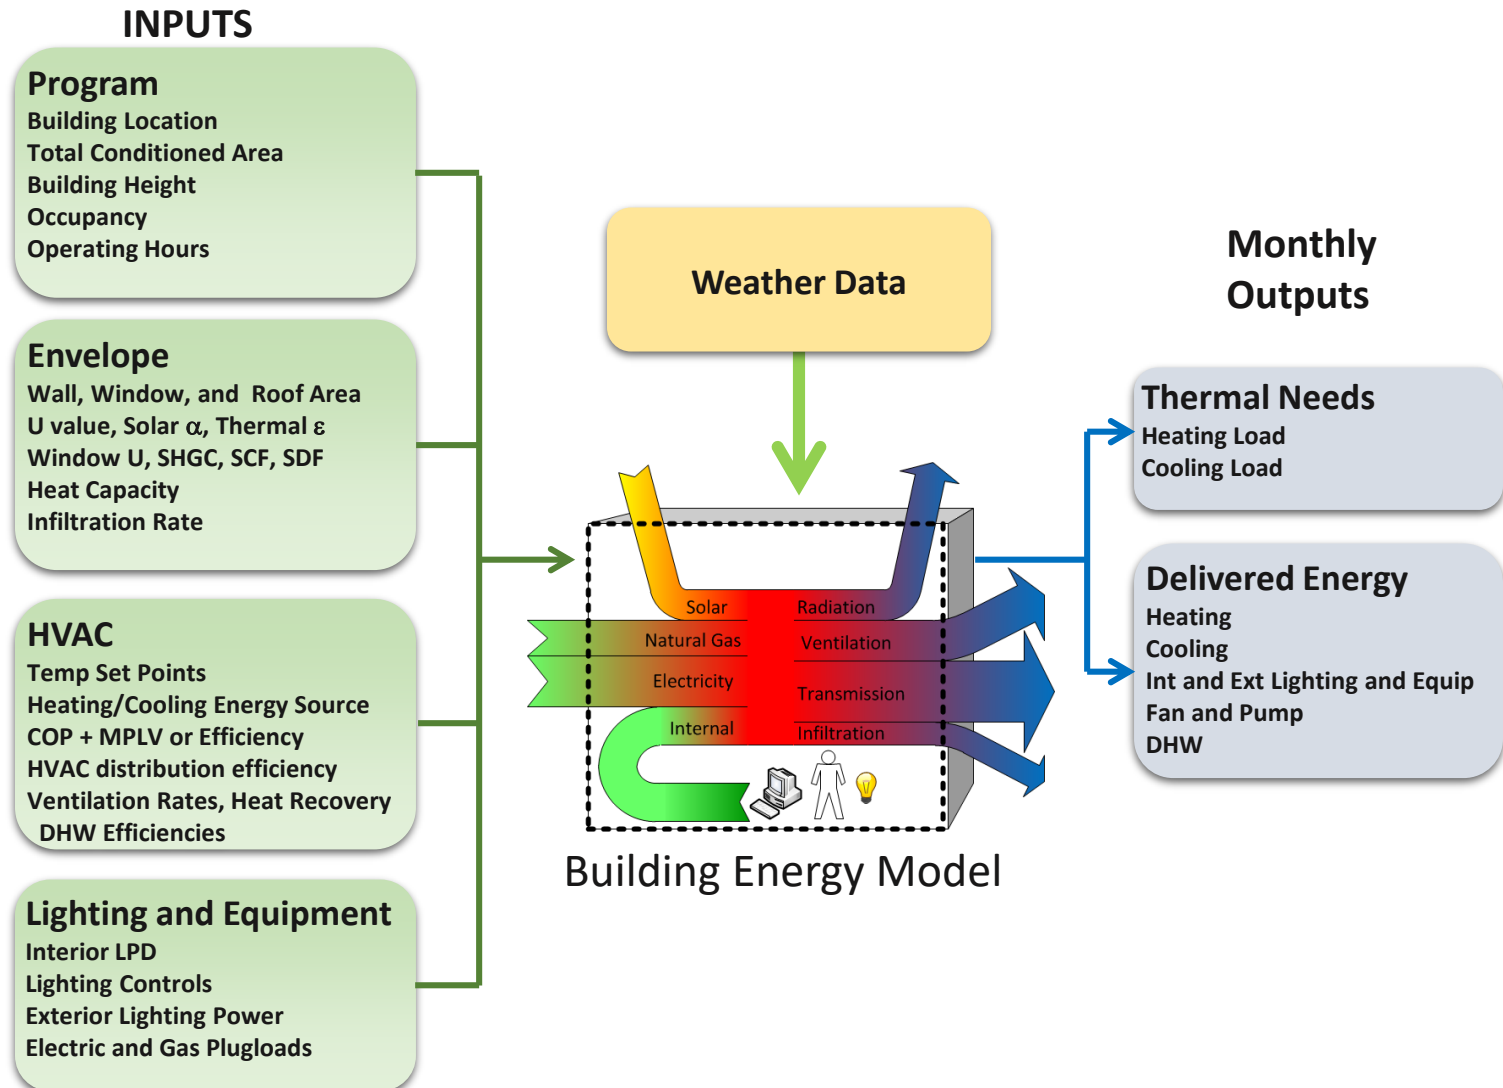 INPUTS
Program
Building Location
Total Conditioned Area
Building Height
Occupancy
Operating Hours
Envelope
Wall, Window, and Roof Area
U value, Solar α, Thermal ε
Window U, SHGC, SCF, SDF
Heat Capacity
Infiltration Rate
HVAC
Temp Set Points
Heating/Cooling Energy Source
COP + MPLV or Efficiency
HVAC distribution efficiency
Ventilation Rates, Heat Recovery
DHW Efficiencies
Lighting and Equipment
Interior LPD
Lighting Controls
Exterior Lighting Power
Electric and Gas Plugloads
Weather Data
Solar
Natural Gas
Electricity
Internal
Radiation
Ventilation
Transmission
Infiltration
Building Energy Model
Monthly
Outputs
Thermal Needs
Heating Load
Cooling Load
Delivered Energy
Heating
Cooling
Int and Ext Lighting and Equip
Fan and Pump
DHW